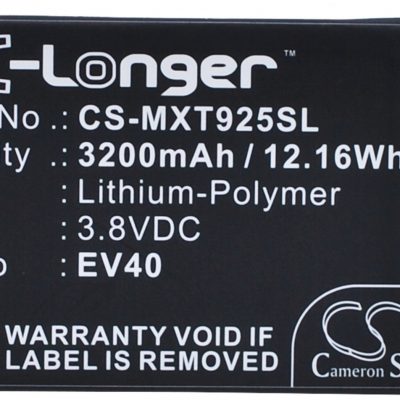 -Longer™
No .: CS-MXT925SL
ty .: 3200mAh / 12.16Wh
: Lithium-Polymer
: 3.8VDC
o : EV40
WARRANTY VOID IF
LABEL IS REMOVED
CS
Cameron S